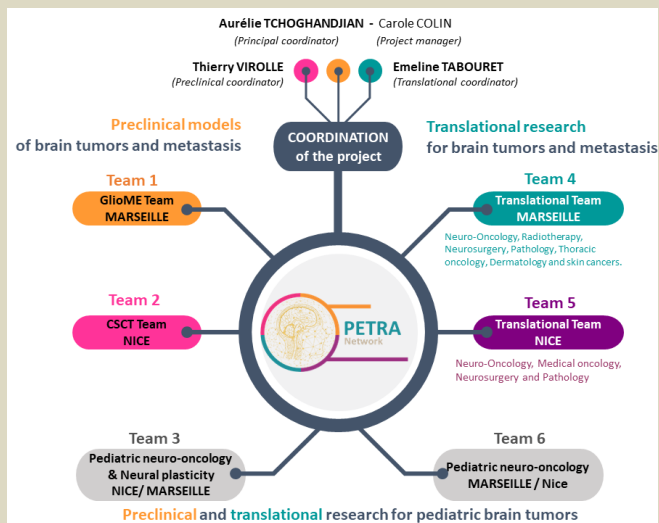 Aurélie TCHOGHANDJIAN - Carole COLIN
(Principal coordinator) (Project manager)
Thierry VIROLLE
(Preclinical coordinator)
Emeline TABOURET
(Translational coordinator)
COORDINATION
of the project
Preclinical models
of brain tumors and metastasis
Translational research
for brain tumors and metastasis
Team 1
GlioME Team
MARSEILLE
Team 4
Translational Team
MARSEILLE
Neuro-Oncology, Radiotherapy,
Neurosurgery, Pathology, Thoracic
oncology, Dermatology and skin cancers.
Team 2
CSCT Team
NICE
PETRA
Network
Team 5
Translational Team
NICE
Neuro-Oncology, Medical oncology,
Neurosurgery and Pathology
Team 3
Pediatric neuro-oncology
& Neural plasticity
NICE/ MARSEILLE
Team 6
Pediatric neuro-oncology
MARSEILLE / Nice
Preclinical and translational research for pediatric brain tumors